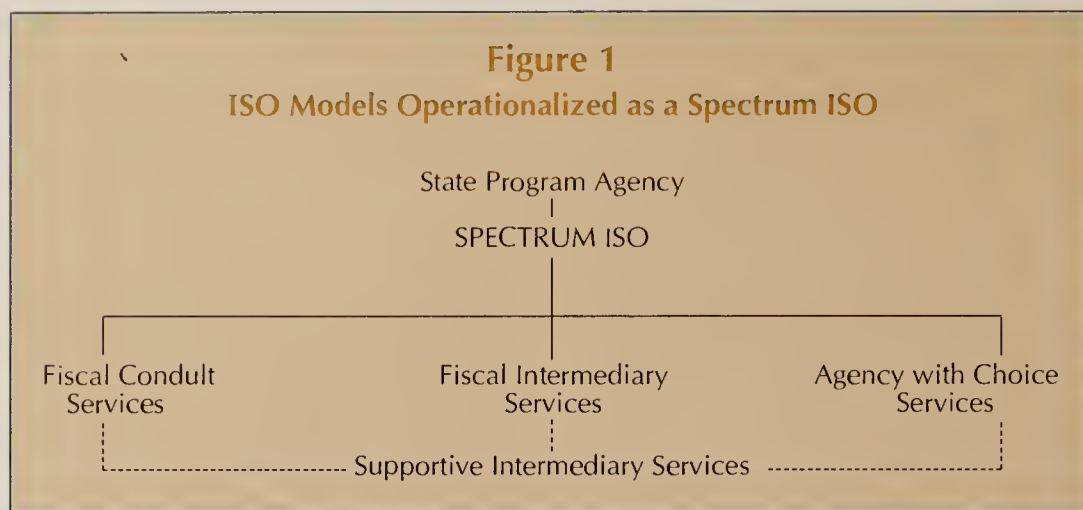 Figure 1
ISO Models Operationalized as a Spectrum ISO
State Program Agency
SPECTRUM ISO
Fiscal Condult
Services
Fiscal Intermediary
Services
Agency with Choice
Services
Supportive Intermediary Services